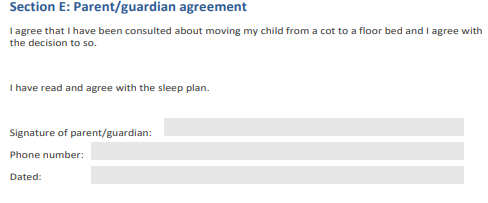 Section E: Parent/guardian agreement
I agree that I have been consulted about moving my child from a cot to a floor bed and I agree with
the decision to so.
I have read and agree with the sleep plan.
Signature of parent/guardian:
Phone number:
Dated: